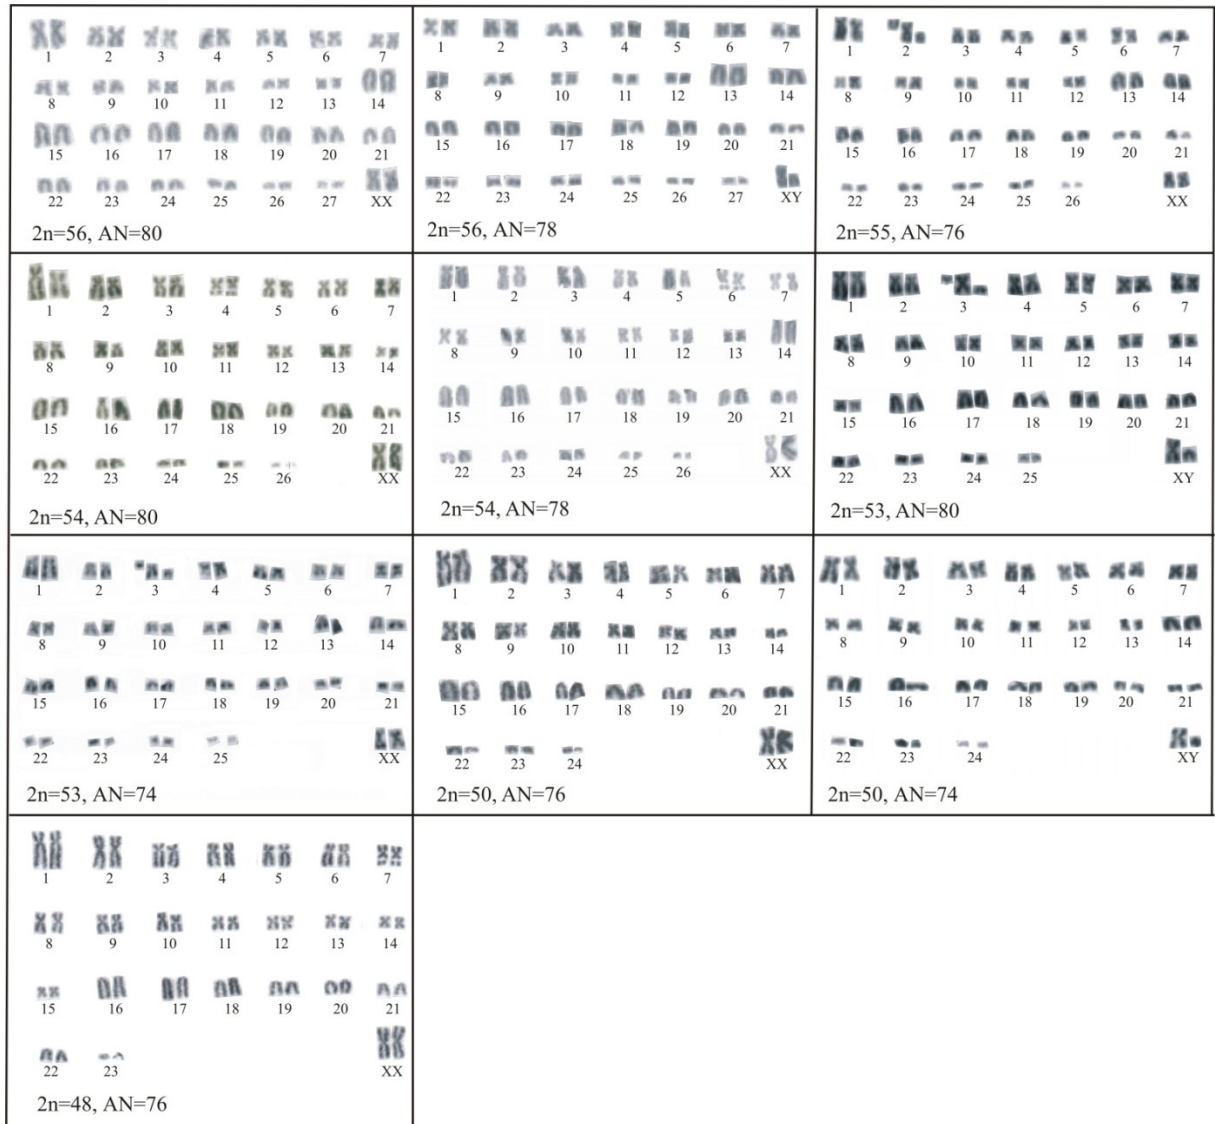 1 2 3 4 5 6 7
8 9 10 11 12 13 14
15 16 17 18 19 20 21
22 23 24 25 26 27 XX
2n=56, AN=80
1 2 3 4 5 6 7
8 9 10 11 12 13 14
15 16 17 18 19 20 21
22 23 24 25 26 27 XY
2n=56, AN=78
1 2 3 4 5 6 7
8 9 10 11 12 13 14
15 16 17 18 19 20 21
22 23 24 25 26 XX
2n=55, AN=76
1 2 3 4 5 6 7
8 9 10 11 12 13 14
15 16 17 18 19 20 21
22 23 24 25 26 XX
2n=54, AN=80
1 2 3 4 5 6 7
8 9 10 11 12 13 14
15 16 17 18 19 20 21
22 23 24 25 26 XX
2n=54, AN=78
1 2 3 4 5 6 7
8 9 10 11 12 13 14
15 16 17 18 19 20 21
22 23 24 25 XY
2n=53, AN=80
1 2 3 4 5 6 7
8 9 10 11 12 13 14
15 16 17 18 19 20 21
22 23 24 25 XX
2n=53, AN=74
1 2 3 4 5 6 7
8 9 10 11 12 13 14
15 16 17 18 19 20 21
22 23 24 XX
2n=50, AN=76
1 2 3 4 5 6 7
8 9 10 11 12 13 14
15 16 17 18 19 20 21
22 23 24 XY
2n=50, AN=74
1 2 3 4 5 6 7
8 9 10 11 12 13 14
15 16 17 18 19 20 21
22 23 XX
2n=48, AN=76